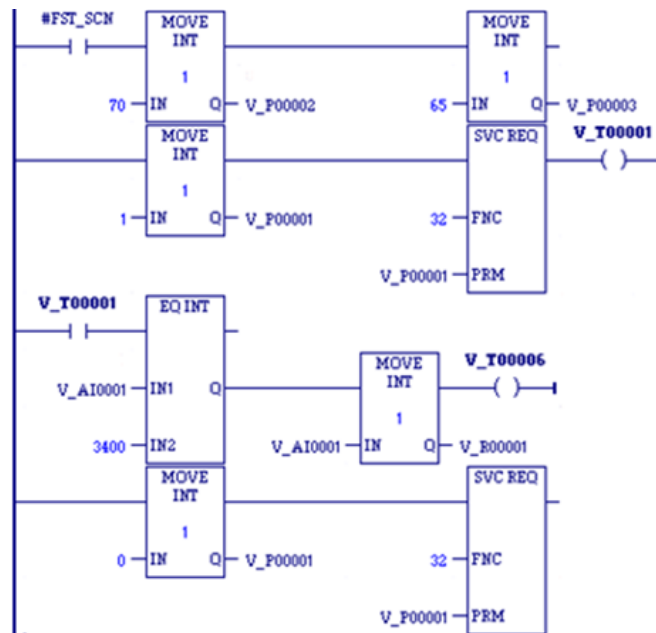 #FST_SCN MOVE INT MOVE INT
1 1
70 IN Q V_P00002 65 IN Q V_P00003
MOVE INT SVC REQ V_T00001
1
1 IN Q V_P00001 32 FNC
V_P00001 PRM
V_T00001 EQ INT
MOVE INT V_T00006
V_AI0001 IN1 Q
1
3400 IN2 V_AI0001 IN Q V_R00001
MOVE INT SVC REQ
1
0 IN Q V_P00001 32 FNC
V_P00001 PRM